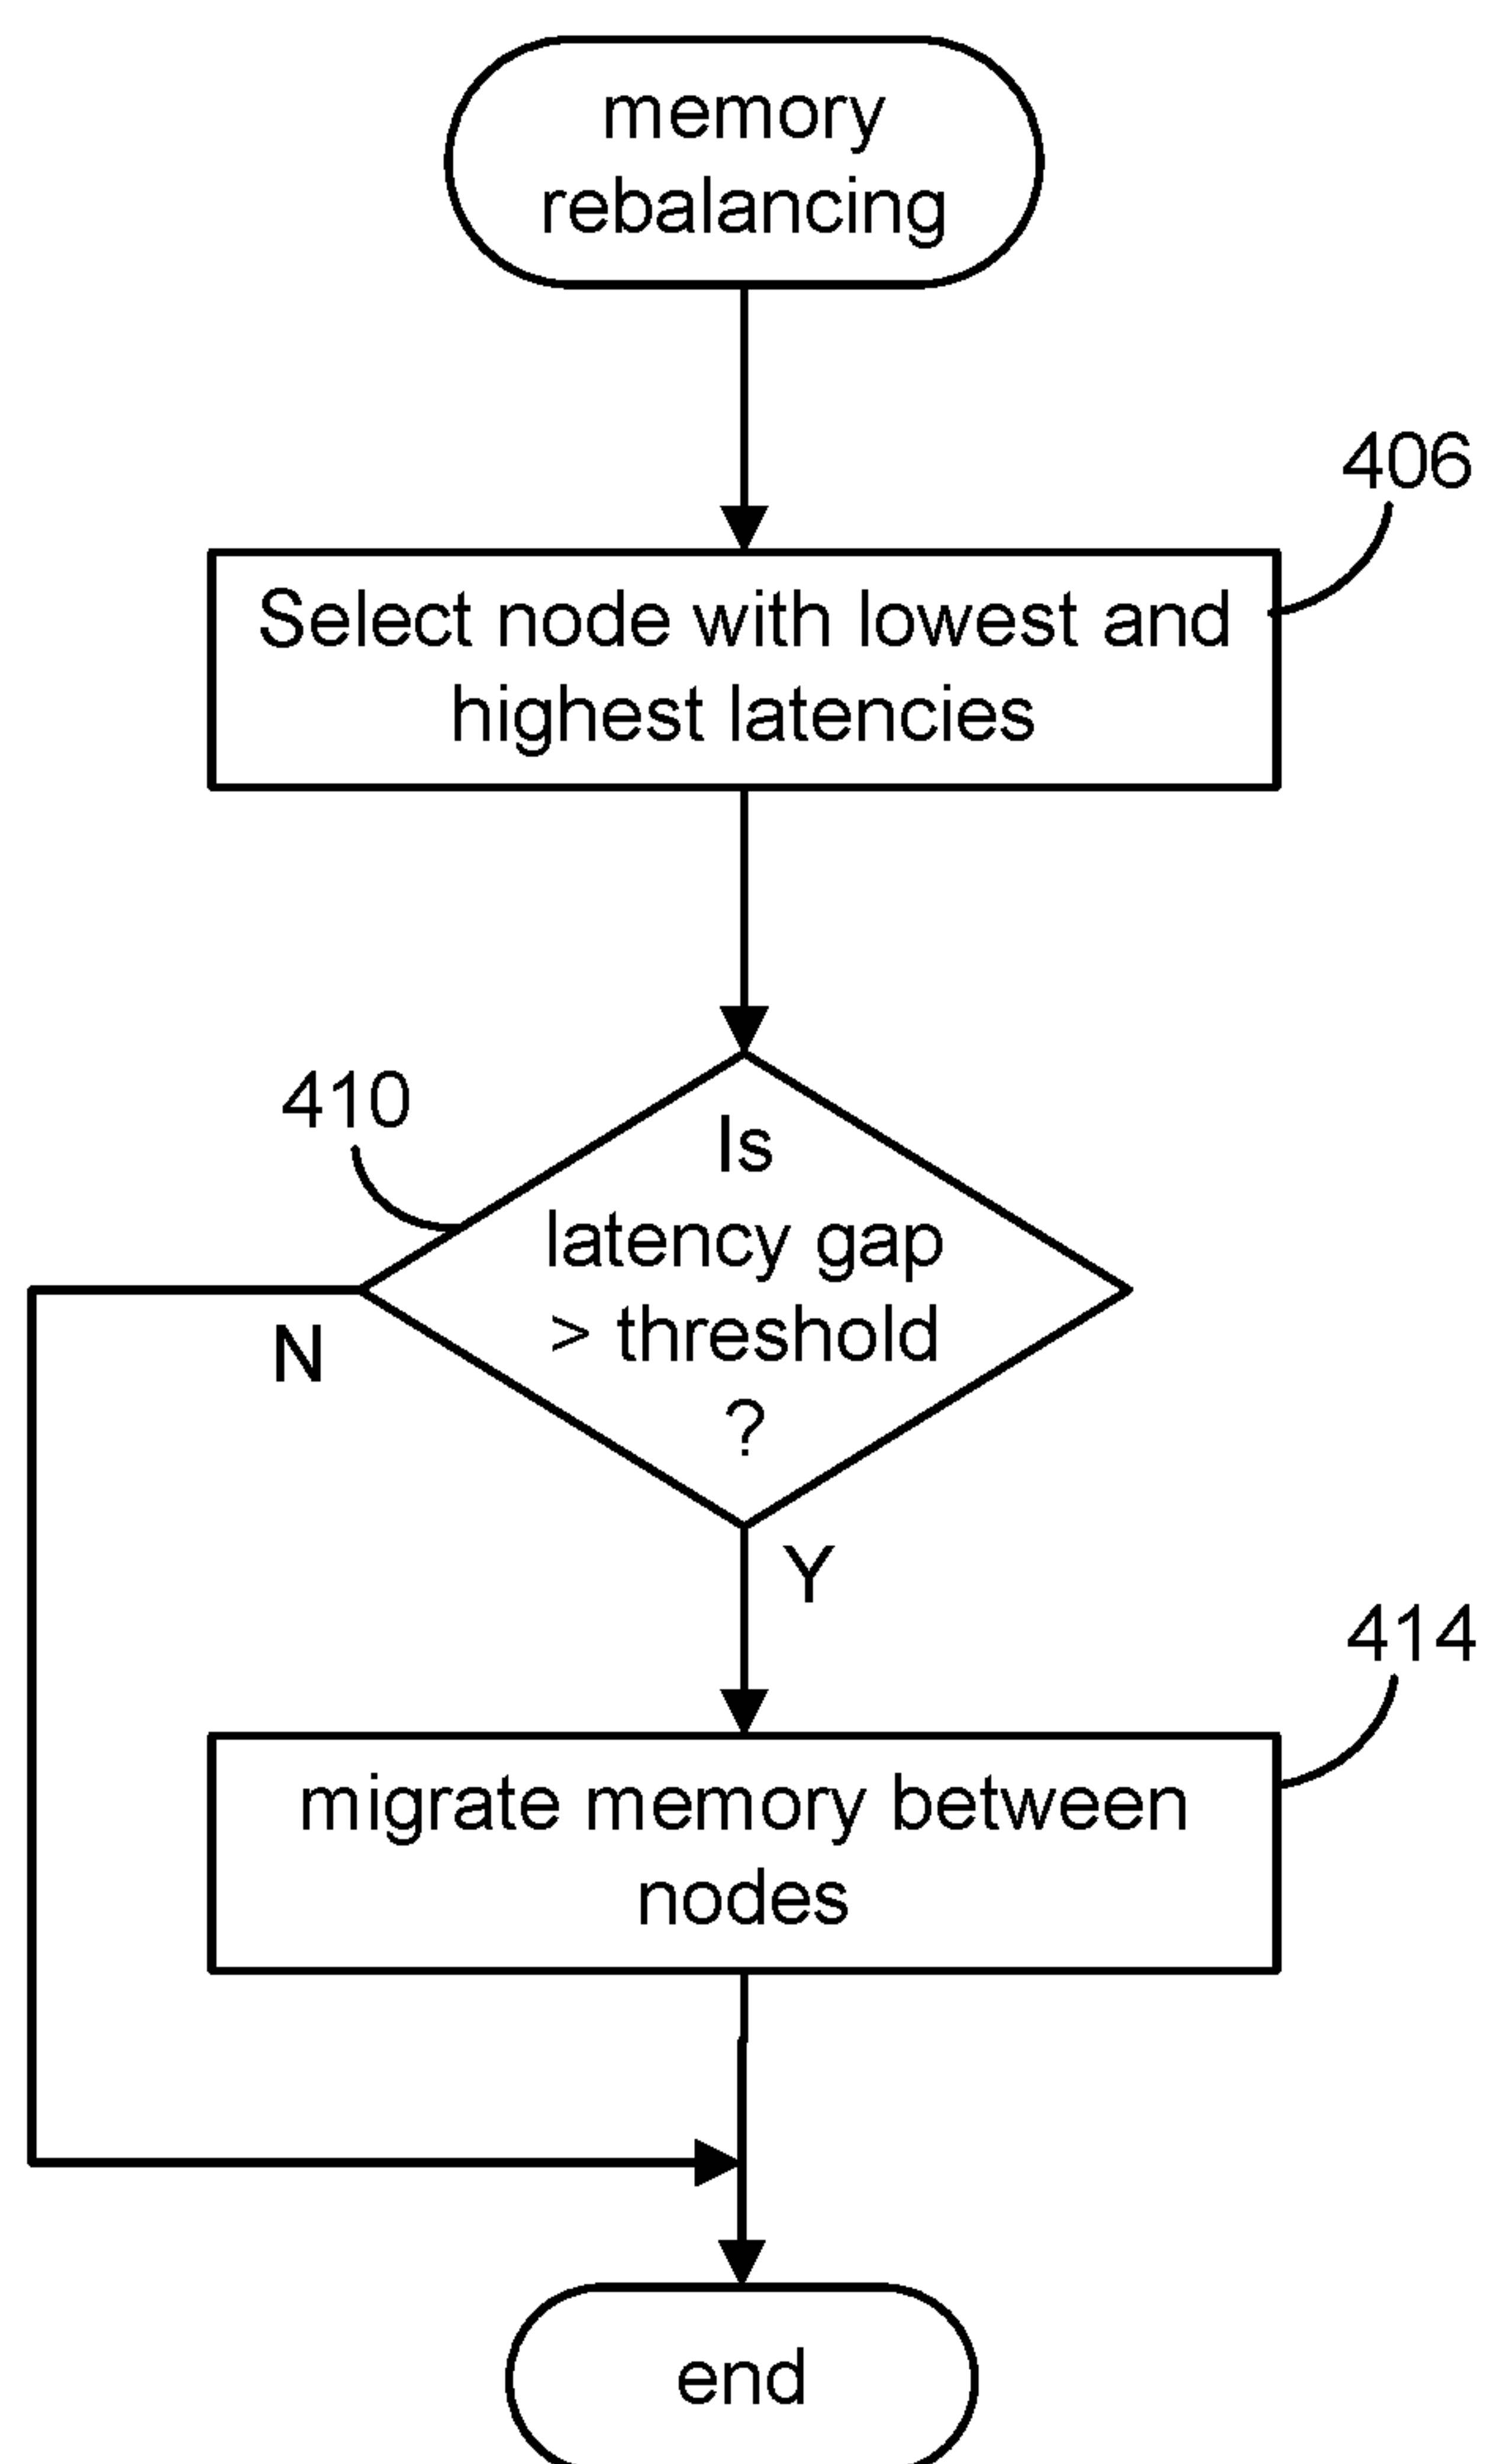 memory
rebalancing
406
Select node with lowest and
highest latencies
410
Is
latency gap
> threshold
?
N
Y
414
migrate memory between
nodes
end